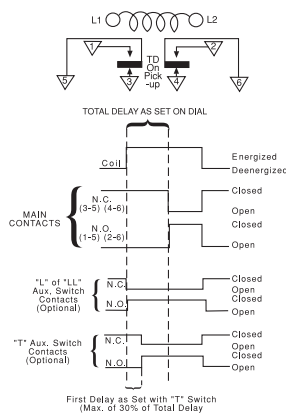 L1 L2
1 2
TD
On
Pick
-up
5 3 4 6
TOTAL DELAY AS SET ON DIAL
Coil
Energized
Deenergized
MAIN
CONTACTS
N.C.
(3-5) (4-6)
Closed
Open
N.O.
(1-5) (2-6)
Closed
Open
"L" of "LL"
Aux. Switch
Contacts
(Optional)
N.C.
Closed
Open
N.O.
Closed
Open
"T" Aux. Switch
Contacts
(Optional)
N.C.
Closed
Open
N.O.
Closed
Open
First Delay as Set with "T" Switch
(Max. of 30% of Total Delay